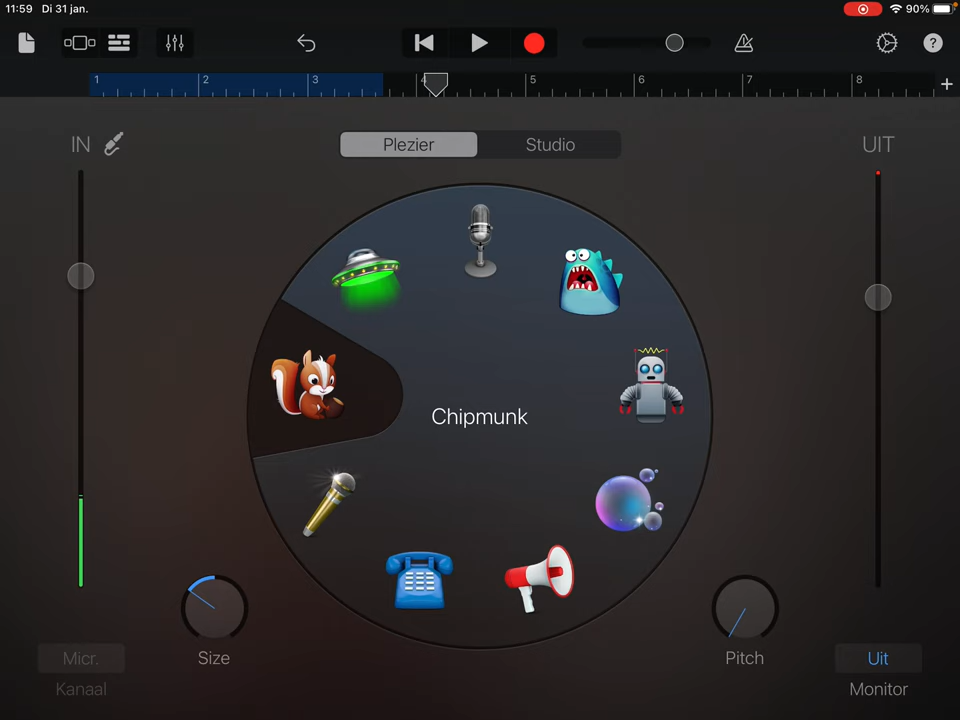 11:59 Di 31 jan. 90%
?
1 2 3 4 5 6 7 8 +
IN Plezier Studio UIT
Chipmunk
Size Pitch
Micr. Uit
Kanaal Monitor